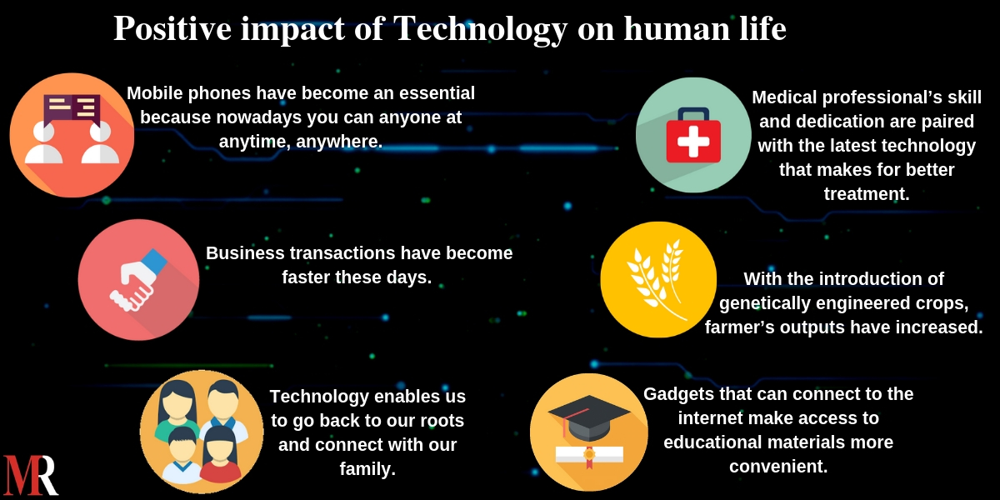 Positive impact of Technology on human life
Mobile phones have become an essential
because nowadays you can anyone at
anytime, anywhere.
Medical professional’s skill
and dedication are paired
with the latest technology
that makes for better
treatment.
Business transactions have become
faster these days.
With the introduction of
genetically engineered crops,
farmer’s outputs have increased.
Technology enables us
to go back to our roots
and connect with our
family.
Gadgets that can connect to the
internet make access to
educational materials more
convenient.
MR